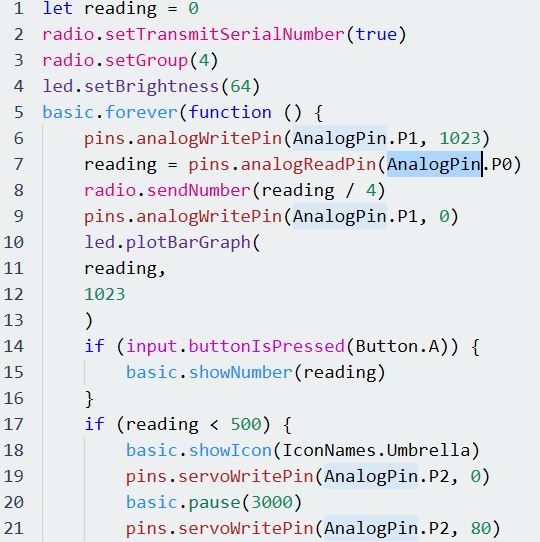 1 let reading = 0
2 radio.setTransmitSerialNumber(true)
3 radio.setGroup(4)
4 led.setBrightness(64)
5 basic.forever(function () {
6     pins.analogWritePin(AnalogPin.P1, 1023)
7     reading = pins.analogReadPin(AnalogPin.P0)
8     radio.sendNumber(reading / 4)
9     pins.analogWritePin(AnalogPin.P1, 0)
10     led.plotBarGraph(
11     reading,
12     1023
13     )
14     if (input.buttonIsPressed(Button.A)) {
15         basic.showNumber(reading)
16     }
17     if (reading < 500) {
18         basic.showIcon(IconNames.Umbrella)
19         pins.servoWritePin(AnalogPin.P2, 0)
20         basic.pause(3000)
21         pins.servoWritePin(AnalogPin.P2, 80)